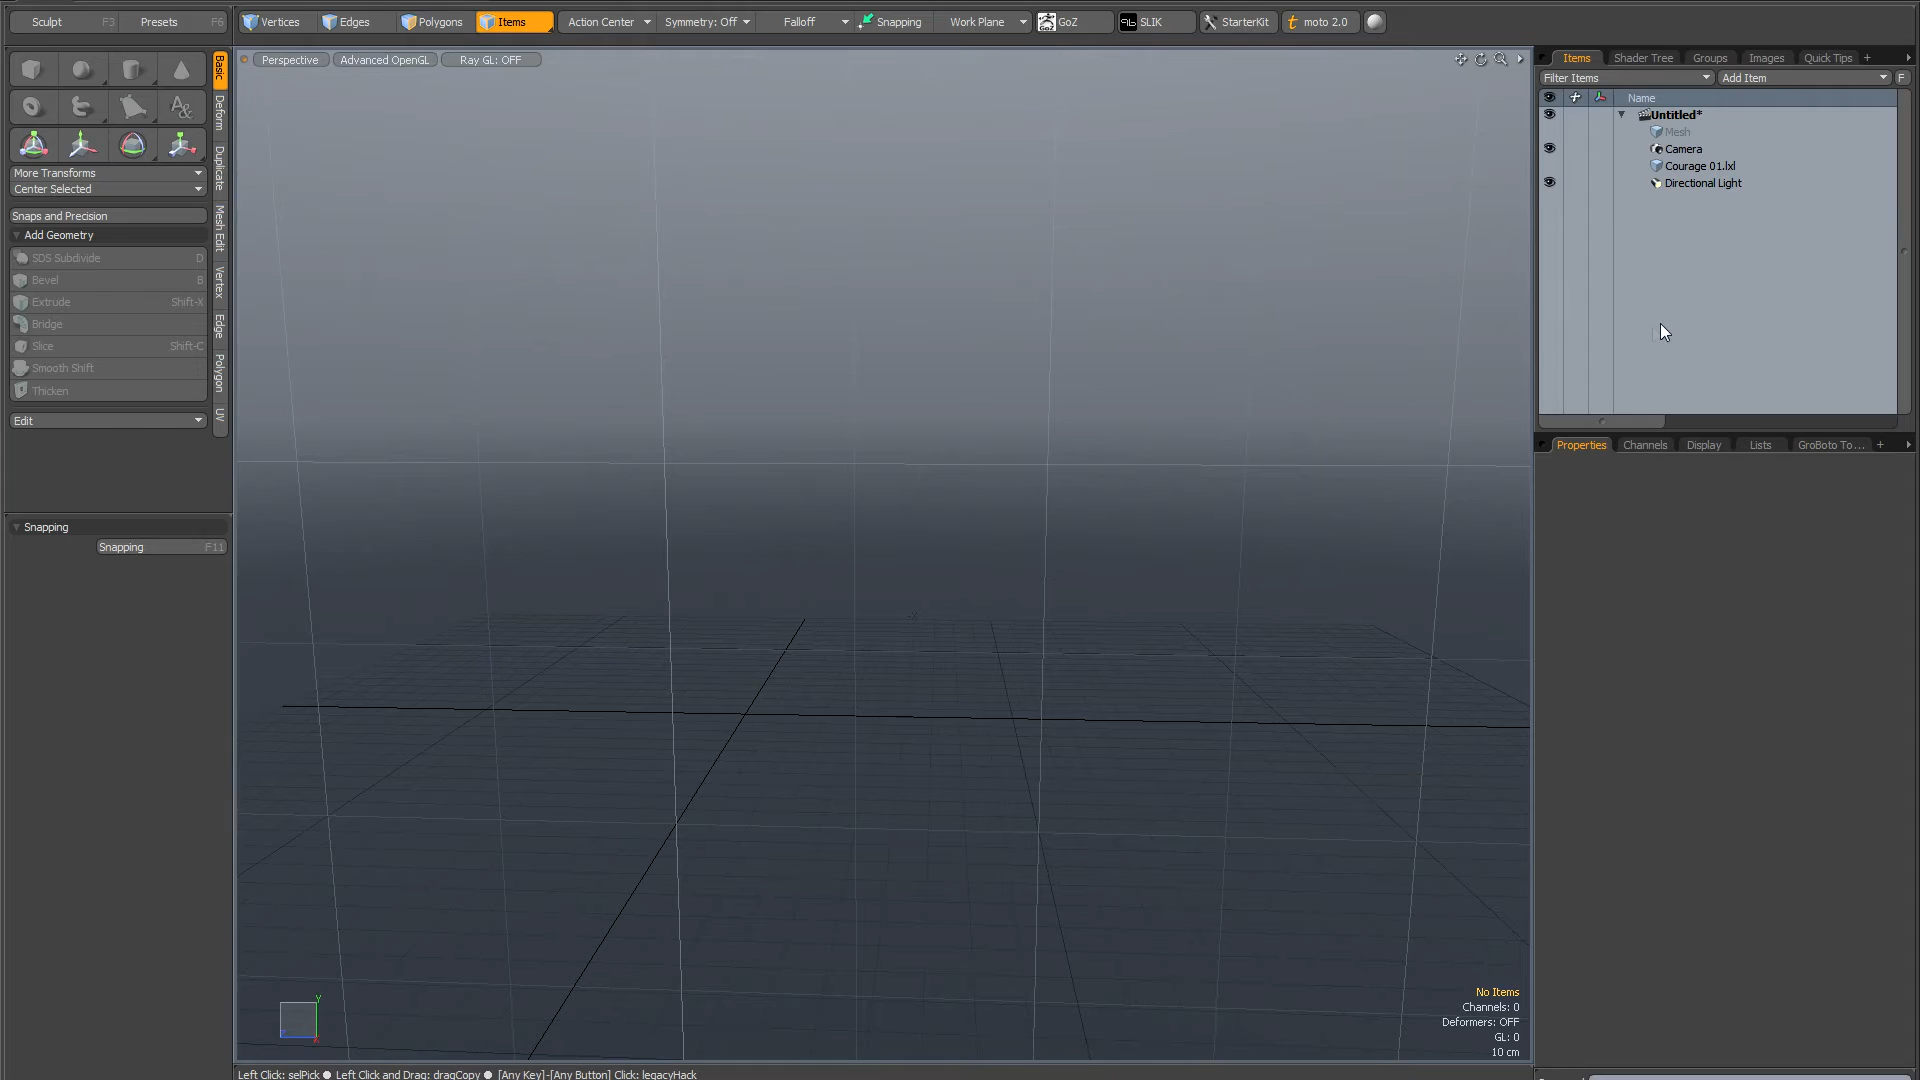 Sculpt F3 Presets F6
Vertices Edges Polygons Items Action Center Symmetry: Off Falloff Snapping Work Plane GoZ SLIK StarterKit moto 2.0
Perspective Advanced OpenGL Ray GL: OFF
Basic
Deform
Duplicate
Mesh Edit
Vertex
Edge
Polygon
UV
More Transforms
Center Selected
Snaps and Precision
Add Geometry
SDS Subdivide D
Bevel B
Extrude Shift-X
Bridge
Slice Shift-C
Smooth Shift
Thicken
Edit
Snapping
Snapping F11
Items Shader Tree Groups Images Quick Tips +
Filter Items Add Item F
Name
Untitled*
Mesh
Camera
Courage 01.lxl
Directional Light
Properties Channels Display Lists GroBoto To... +
No Items
Channels: 0
Deformers: OFF
GL: 0
10 cm
Left Click: selPick ● Left Click and Drag: dragCopy ● [Any Key]-[Any Button] Click: legacyHack